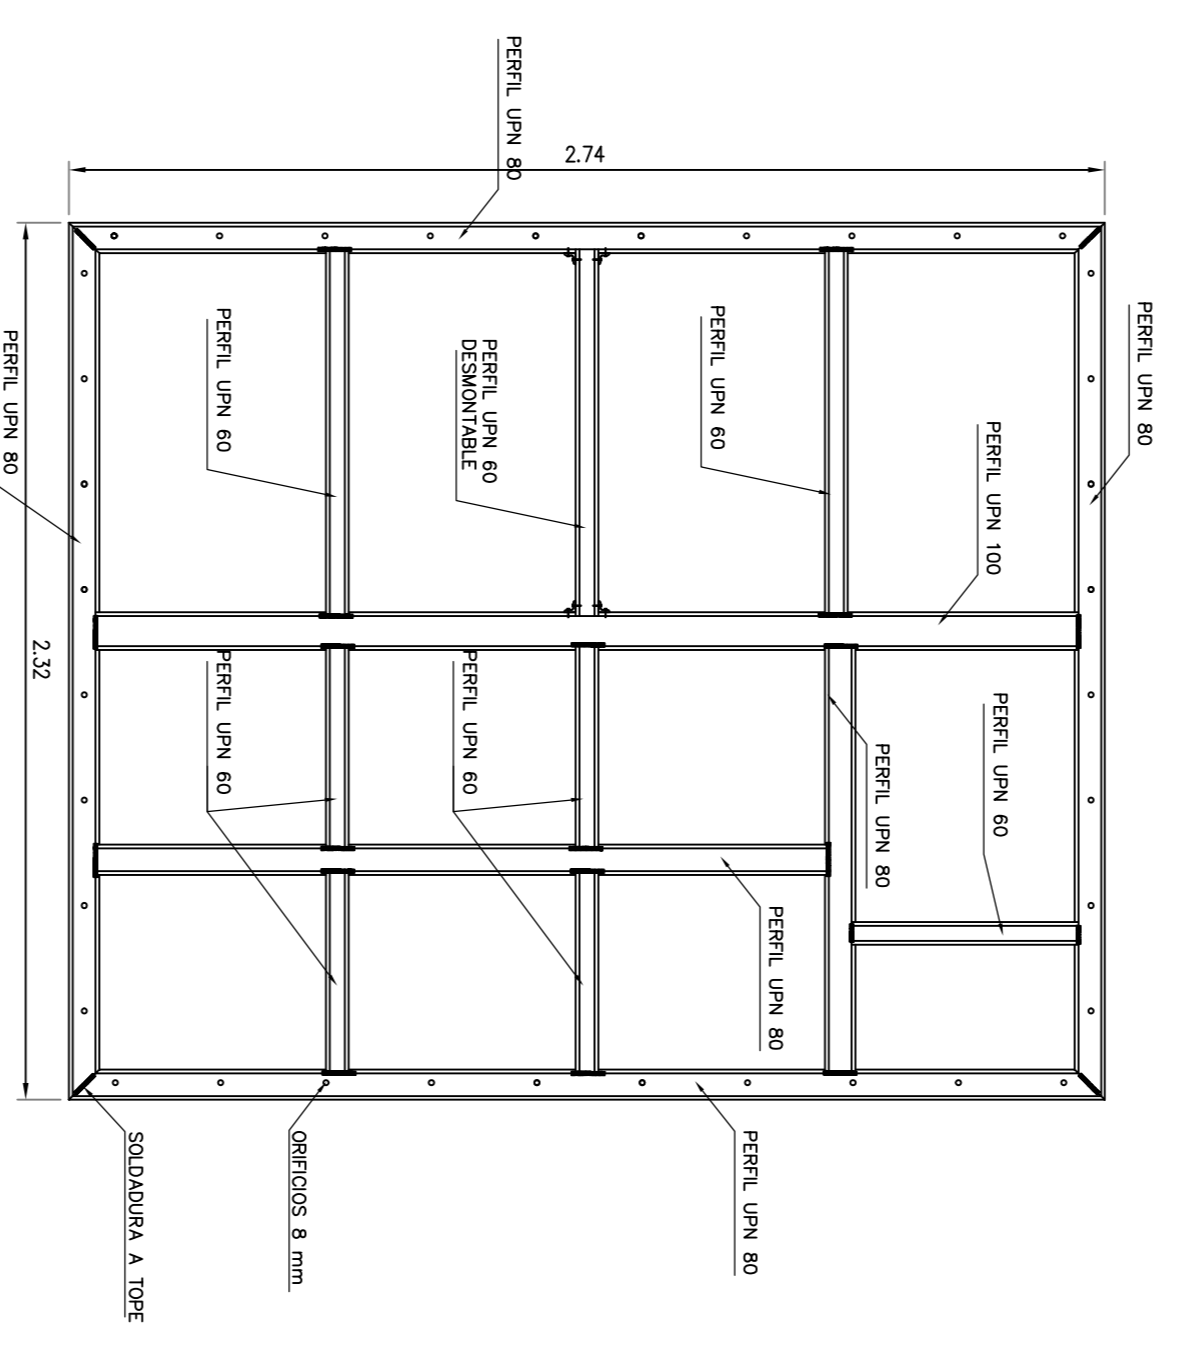 PERFIL UPN 80
2.74
PERFIL UPN 80
PERFIL UPN 60
PERFIL UPN 60
DESMONTABLE
PERFIL UPN 60
PERFIL UPN 100
PERFIL UPN 80
2.32
PERFIL UPN 60
PERFIL UPN 60
PERFIL UPN 80
PERFIL UPN 60
PERFIL UPN 80
SOLDADURA A TOPE
ORIFICIOS 8 mm
PERFIL UPN 80